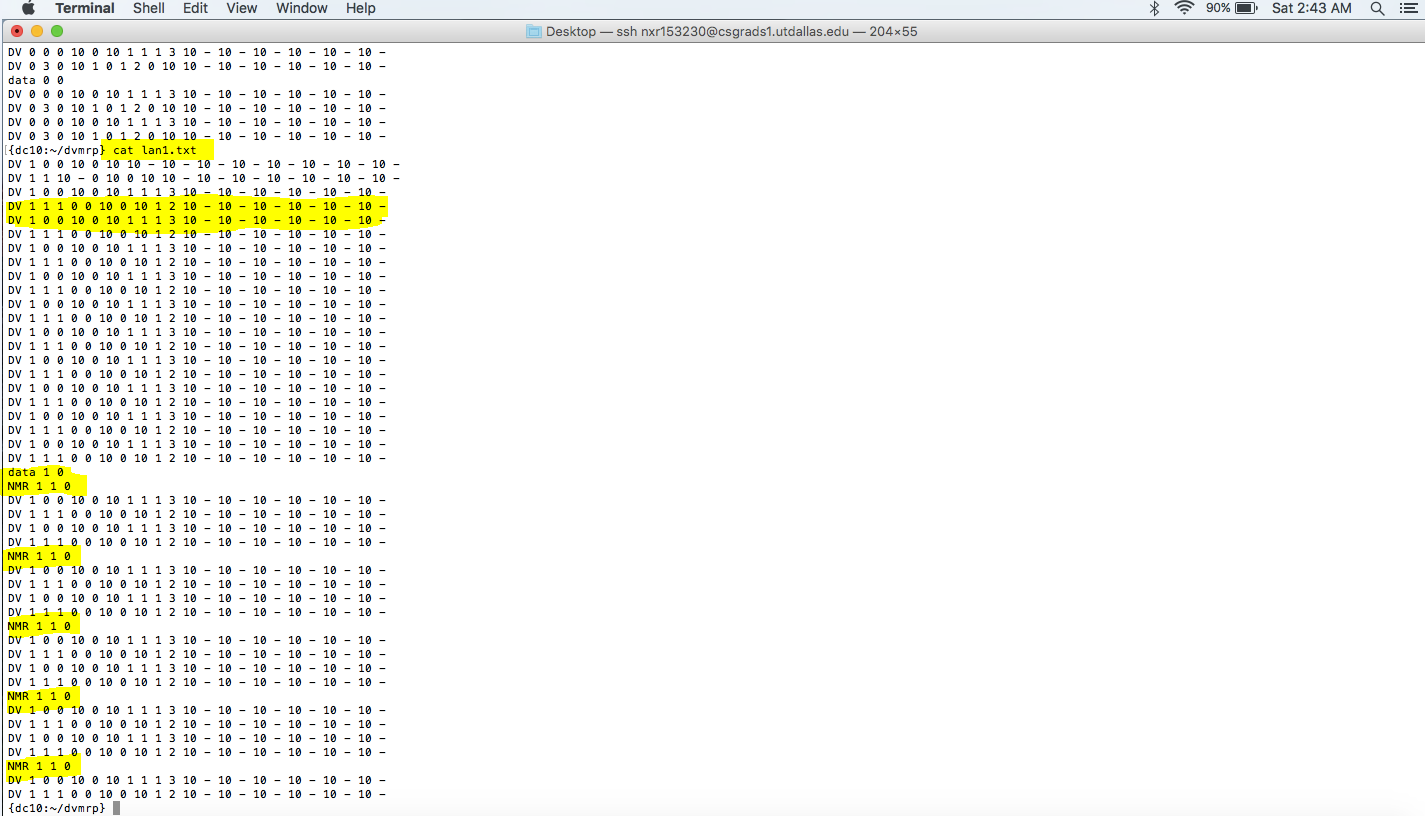 Terminal Shell Edit View Window Help 90% Sat 2:43 AM
Desktop — ssh nxr153230@csgrads1.utdallas.edu — 204×55
DV 0 0 0 10 0 10 1 1 1 3 10 - 10 - 10 - 10 - 10 - 10 -
DV 0 3 0 10 1 0 1 2 0 10 10 - 10 - 10 - 10 - 10 - 10 -
data 0 0
DV 0 0 0 10 0 10 1 1 1 3 10 - 10 - 10 - 10 - 10 - 10 -
DV 0 3 0 10 1 0 1 2 0 10 10 - 10 - 10 - 10 - 10 - 10 -
DV 0 0 0 10 0 10 1 1 1 3 10 - 10 - 10 - 10 - 10 - 10 -
DV 0 3 0 10 1 0 1 2 0 10 10 - 10 - 10 - 10 - 10 - 10 -
[{dc10:~/dvmrp} cat lan1.txt
DV 1 0 0 10 0 10 10 - 10 - 10 - 10 - 10 - 10 - 10 - 10 -
DV 1 1 10 - 0 10 0 10 10 - 10 - 10 - 10 - 10 - 10 - 10 -
DV 1 0 0 10 0 10 1 1 1 3 10 - 10 - 10 - 10 - 10 - 10 -
DV 1 1 1 0 0 10 0 10 1 2 10 - 10 - 10 - 10 - 10 - 10 -
DV 1 0 0 10 0 10 1 1 1 3 10 - 10 - 10 - 10 - 10 - 10 -
DV 1 1 1 0 0 10 0 10 1 2 10 - 10 - 10 - 10 - 10 - 10 -
DV 1 0 0 10 0 10 1 1 1 3 10 - 10 - 10 - 10 - 10 - 10 -
DV 1 1 1 0 0 10 0 10 1 2 10 - 10 - 10 - 10 - 10 - 10 -
DV 1 0 0 10 0 10 1 1 1 3 10 - 10 - 10 - 10 - 10 - 10 -
DV 1 1 1 0 0 10 0 10 1 2 10 - 10 - 10 - 10 - 10 - 10 -
DV 1 0 0 10 0 10 1 1 1 3 10 - 10 - 10 - 10 - 10 - 10 -
DV 1 1 1 0 0 10 0 10 1 2 10 - 10 - 10 - 10 - 10 - 10 -
DV 1 0 0 10 0 10 1 1 1 3 10 - 10 - 10 - 10 - 10 - 10 -
DV 1 1 1 0 0 10 0 10 1 2 10 - 10 - 10 - 10 - 10 - 10 -
DV 1 0 0 10 0 10 1 1 1 3 10 - 10 - 10 - 10 - 10 - 10 -
DV 1 1 1 0 0 10 0 10 1 2 10 - 10 - 10 - 10 - 10 - 10 -
DV 1 0 0 10 0 10 1 1 1 3 10 - 10 - 10 - 10 - 10 - 10 -
DV 1 1 1 0 0 10 0 10 1 2 10 - 10 - 10 - 10 - 10 - 10 -
DV 1 0 0 10 0 10 1 1 1 3 10 - 10 - 10 - 10 - 10 - 10 -
DV 1 1 1 0 0 10 0 10 1 2 10 - 10 - 10 - 10 - 10 - 10 -
DV 1 0 0 10 0 10 1 1 1 3 10 - 10 - 10 - 10 - 10 - 10 -
DV 1 1 1 0 0 10 0 10 1 2 10 - 10 - 10 - 10 - 10 - 10 -
data 1 0
NMR 1 1 0
DV 1 0 0 10 0 10 1 1 1 3 10 - 10 - 10 - 10 - 10 - 10 -
DV 1 1 1 0 0 10 0 10 1 2 10 - 10 - 10 - 10 - 10 - 10 -
DV 1 0 0 10 0 10 1 1 1 3 10 - 10 - 10 - 10 - 10 - 10 -
DV 1 1 1 0 0 10 0 10 1 2 10 - 10 - 10 - 10 - 10 - 10 -
NMR 1 1 0
DV 1 0 0 10 0 10 1 1 1 3 10 - 10 - 10 - 10 - 10 - 10 -
DV 1 1 1 0 0 10 0 10 1 2 10 - 10 - 10 - 10 - 10 - 10 -
DV 1 0 0 10 0 10 1 1 1 3 10 - 10 - 10 - 10 - 10 - 10 -
DV 1 1 1 0 0 10 0 10 1 2 10 - 10 - 10 - 10 - 10 - 10 -
NMR 1 1 0
DV 1 0 0 10 0 10 1 1 1 3 10 - 10 - 10 - 10 - 10 - 10 -
DV 1 1 1 0 0 10 0 10 1 2 10 - 10 - 10 - 10 - 10 - 10 -
DV 1 0 0 10 0 10 1 1 1 3 10 - 10 - 10 - 10 - 10 - 10 -
DV 1 1 1 0 0 10 0 10 1 2 10 - 10 - 10 - 10 - 10 - 10 -
NMR 1 1 0
DV 1 0 0 10 0 10 1 1 1 3 10 - 10 - 10 - 10 - 10 - 10 -
DV 1 1 1 0 0 10 0 10 1 2 10 - 10 - 10 - 10 - 10 - 10 -
DV 1 0 0 10 0 10 1 1 1 3 10 - 10 - 10 - 10 - 10 - 10 -
DV 1 1 1 0 0 10 0 10 1 2 10 - 10 - 10 - 10 - 10 - 10 -
NMR 1 1 0
DV 1 0 0 10 0 10 1 1 1 3 10 - 10 - 10 - 10 - 10 - 10 -
DV 1 1 1 0 0 10 0 10 1 2 10 - 10 - 10 - 10 - 10 - 10 -
{dc10:~/dvmrp}